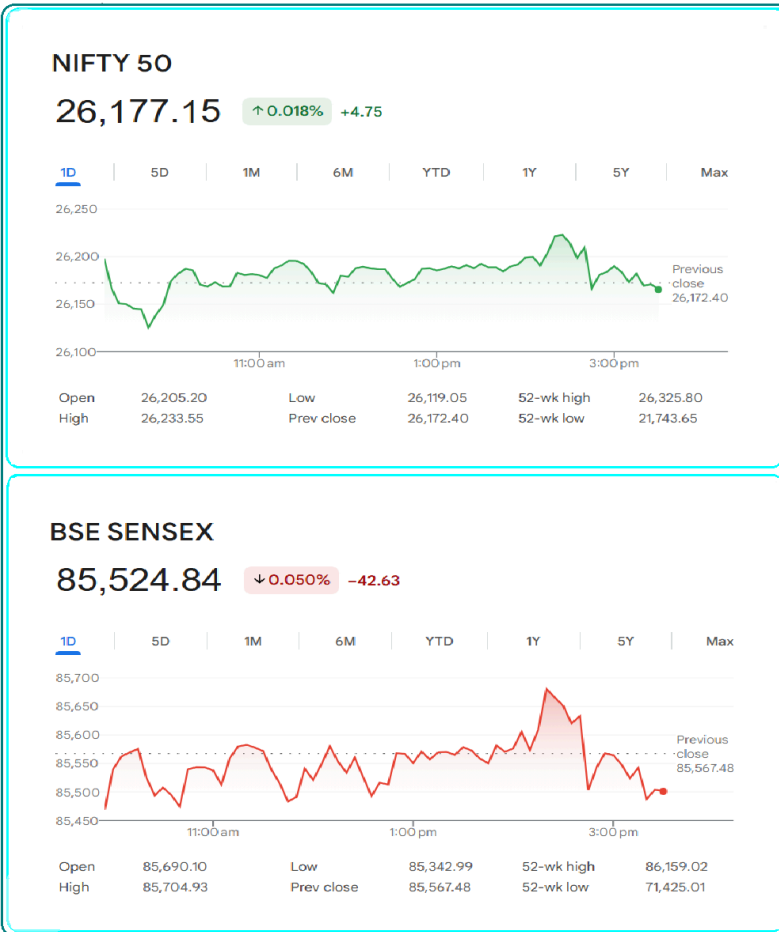 NIFTY 50
26,177.15 ↑ 0.018% +4.75
1D 5D 1M 6M YTD 1Y 5Y Max
26,250
26,200
Previous
close
26,172.40
26,150
26,100
11:00 am 1:00 pm 3:00 pm
Open 26,205.20 Low 26,119.05 52-wk high 26,325.80
High 26,233.55 Prev close 26,172.40 52-wk low 21,743.65
BSE SENSEX
85,524.84 ↓ 0.050% −42.63
1D 5D 1M 6M YTD 1Y 5Y Max
85,700
85,650
85,600
Previous
close
85,567.48
85,550
85,500
85,450
11:00 am 1:00 pm 3:00 pm
Open 85,690.10 Low 85,342.99 52-wk high 86,159.02
High 85,704.93 Prev close 85,567.48 52-wk low 71,425.01